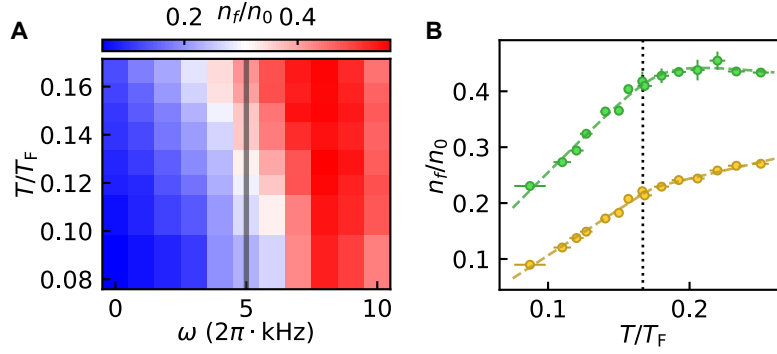 A
0.2
n_f/n_0
0.4
T/T_F
0.16
0.14
0.12
0.10
0.08
0
5
10
ω (2π · kHz)
B
n_f/n_0
0.4
0.3
0.2
0.1
0.1
0.2
T/T_F